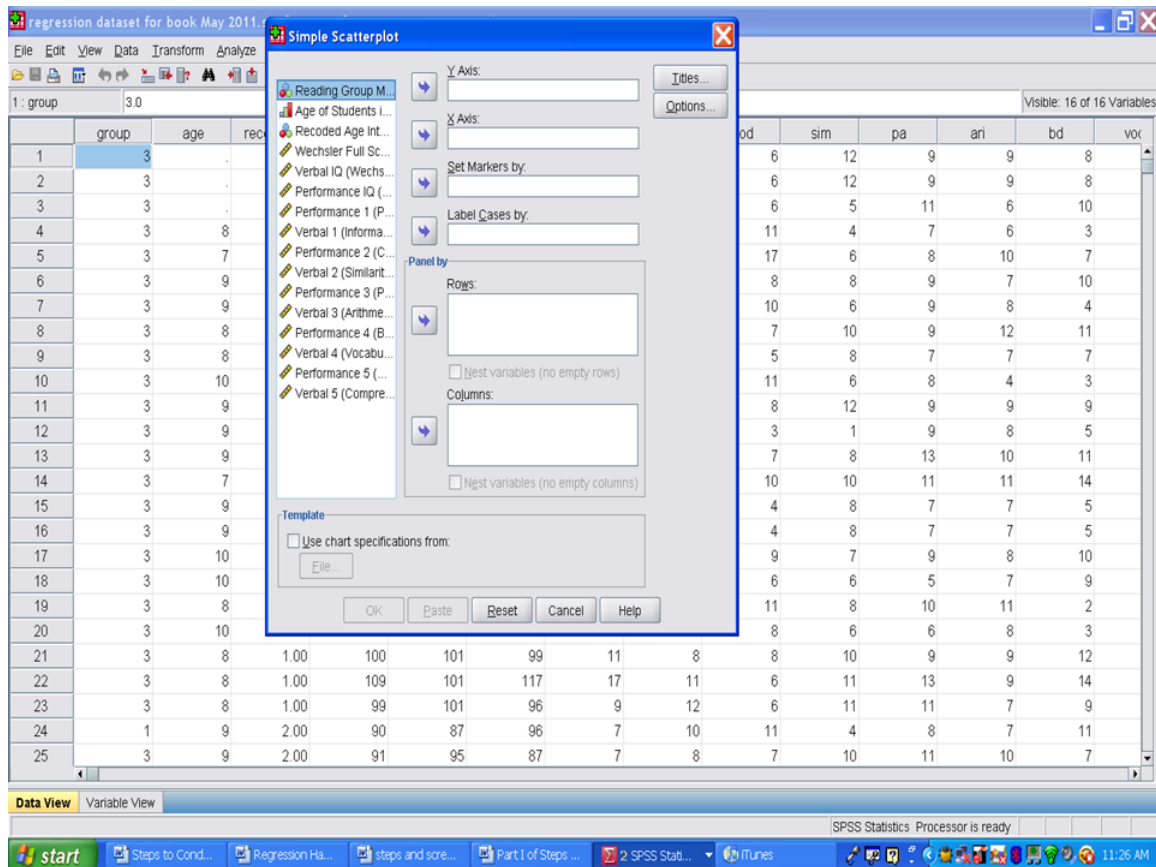 regression dataset for book May 2011.s
Simple Scatterplot
File Edit View Data Transform Analyze
1 : group 3.0
Visible: 16 of 16 Variables
Reading Group M...
Age of Students i...
Recoded Age Int...
Wechsler Full Sc...
Verbal IQ (Wechs...
Performance IQ (...
Performance 1 (P...
Verbal 1 (Informa...
Performance 2 (C...
Verbal 2 (Similarit...
Performance 3 (P...
Verbal 3 (Arithme...
Performance 4 (B...
Verbal 4 (Vocabu...
Performance 5 (...
Verbal 5 (Compre...
Y Axis:
X Axis:
Set Markers by:
Label Cases by:
Panel by
Rows:
Nest variables (no empty rows)
Columns:
Nest variables (no empty columns)
Titles...
Options...
Template
Use chart specifications from:
File...
OK Paste Reset Cancel Help
group age reco od sim pa ari bd voc
1 3 . 6 12 9 9 8
2 3 . 6 12 9 9 8
3 3 . 6 5 11 6 10
4 3 8 11 4 7 6 3
5 3 7 17 6 8 10 7
6 3 9 8 8 9 7 10
7 3 9 10 6 9 8 4
8 3 8 7 10 9 12 11
9 3 8 5 8 7 7 7
10 3 10 11 6 8 4 3
11 3 9 8 12 9 9 9
12 3 9 3 1 9 8 5
13 3 9 7 8 13 10 11
14 3 7 10 10 11 11 14
15 3 9 4 8 7 7 5
16 3 9 4 8 7 7 5
17 3 10 9 7 9 8 10
18 3 10 6 6 5 7 9
19 3 8 11 8 10 11 2
20 3 10 8 6 6 8 3
21 3 8 1.00 100 101 99 11 8 8 10 9 9 12
22 3 8 1.00 109 101 117 17 11 6 11 13 9 14
23 3 8 1.00 99 101 96 9 12 6 11 11 7 9
24 1 9 2.00 90 87 96 7 10 11 4 8 7 11
25 3 9 2.00 91 95 87 7 8 7 10 11 10 7
Data View Variable View
SPSS Statistics Processor is ready
start Steps to Cond... Regression Ha... steps and scre... Part I of Steps ... 2 SPSS Stati... iTunes 11:26 AM